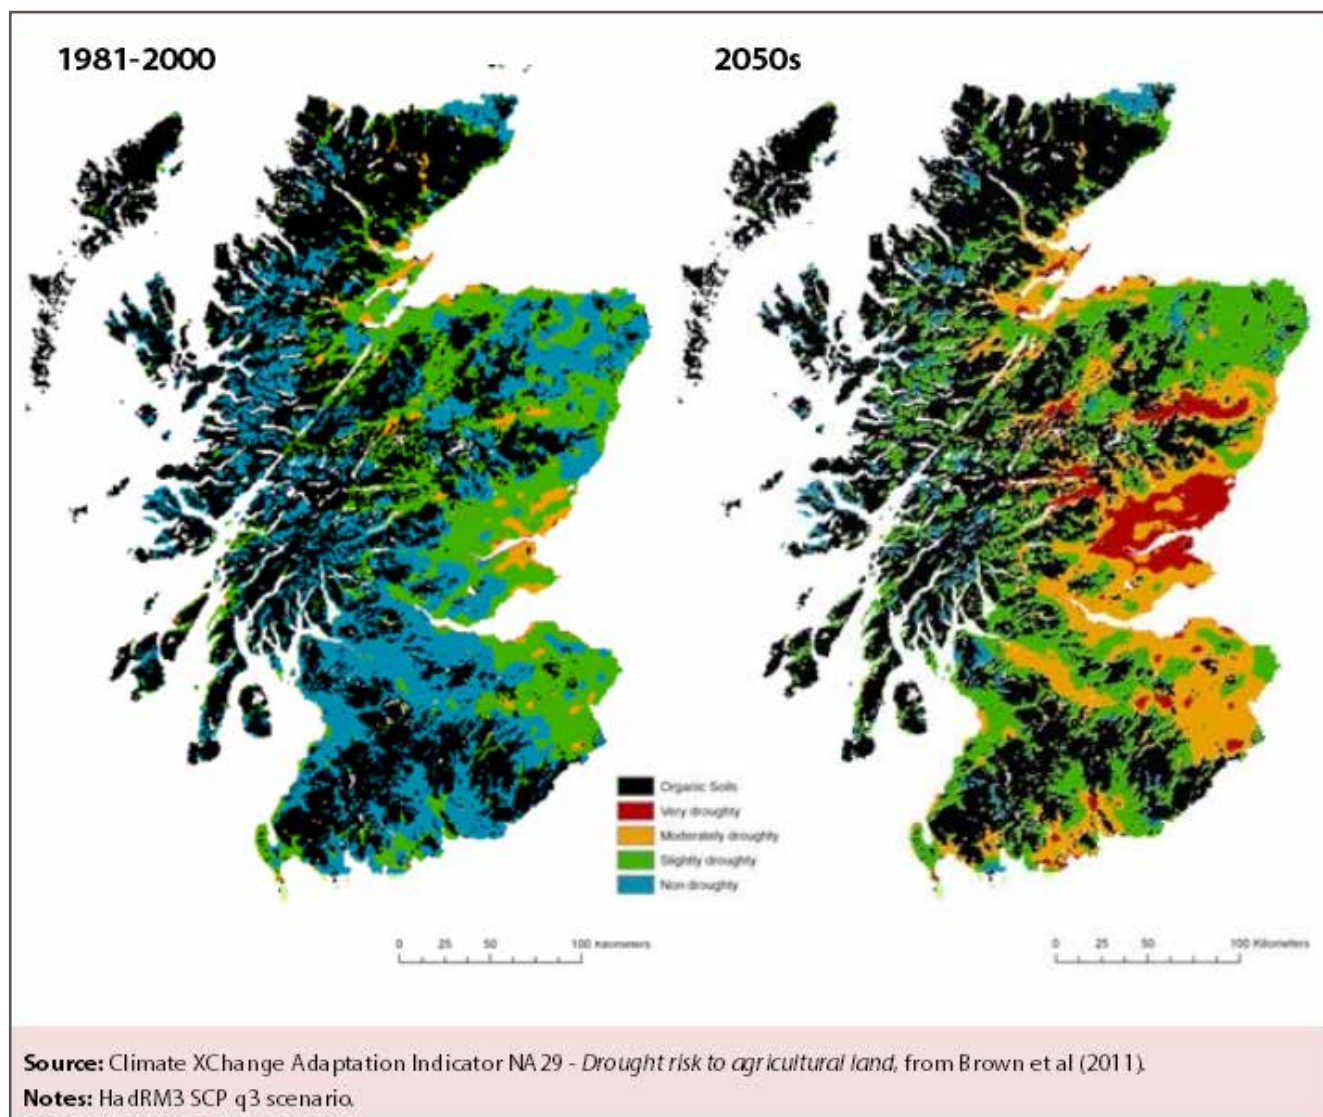 1981-2000
2050s
Organic Soils
Very droughty
Moderately droughty
Slightly droughty
Non-droughty
0 25 50 100 Kilometers
0 25 50 100 Kilometers
Source: Climate XChange Adaptation Indicator NA29 - Drought risk to agricultural land, from Brown et al (2011).
Notes: HadRM3 SCP q3 scenario.